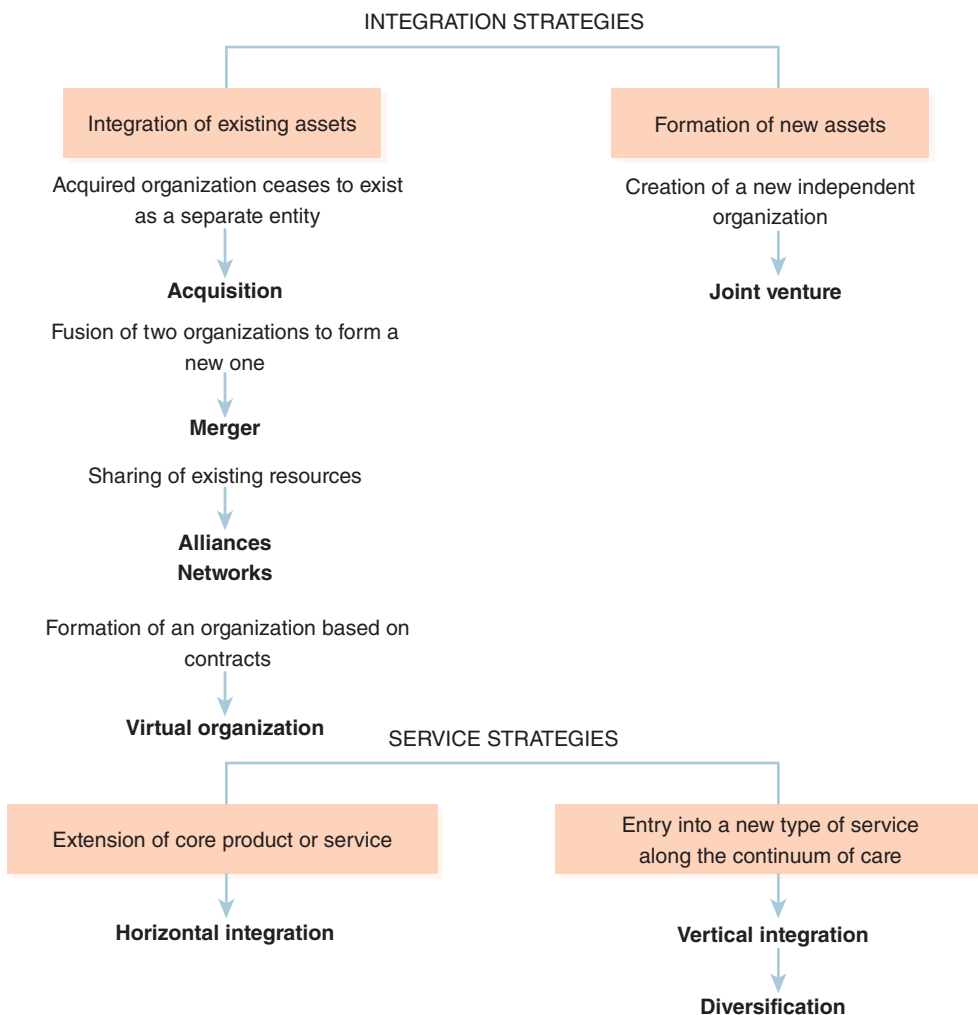 INTEGRATION STRATEGIES
Integration of existing assets
Acquired organization ceases to exist
as a separate entity
Acquisition
Fusion of two organizations to form a
new one
Merger
Sharing of existing resources
Alliances
Networks
Formation of an organization based on
contracts
Virtual organization
Formation of new assets
Creation of a new independent
organization
Joint venture
SERVICE STRATEGIES
Extension of core product or service
Horizontal integration
Entry into a new type of service
along the continuum of care
Vertical integration
Diversification